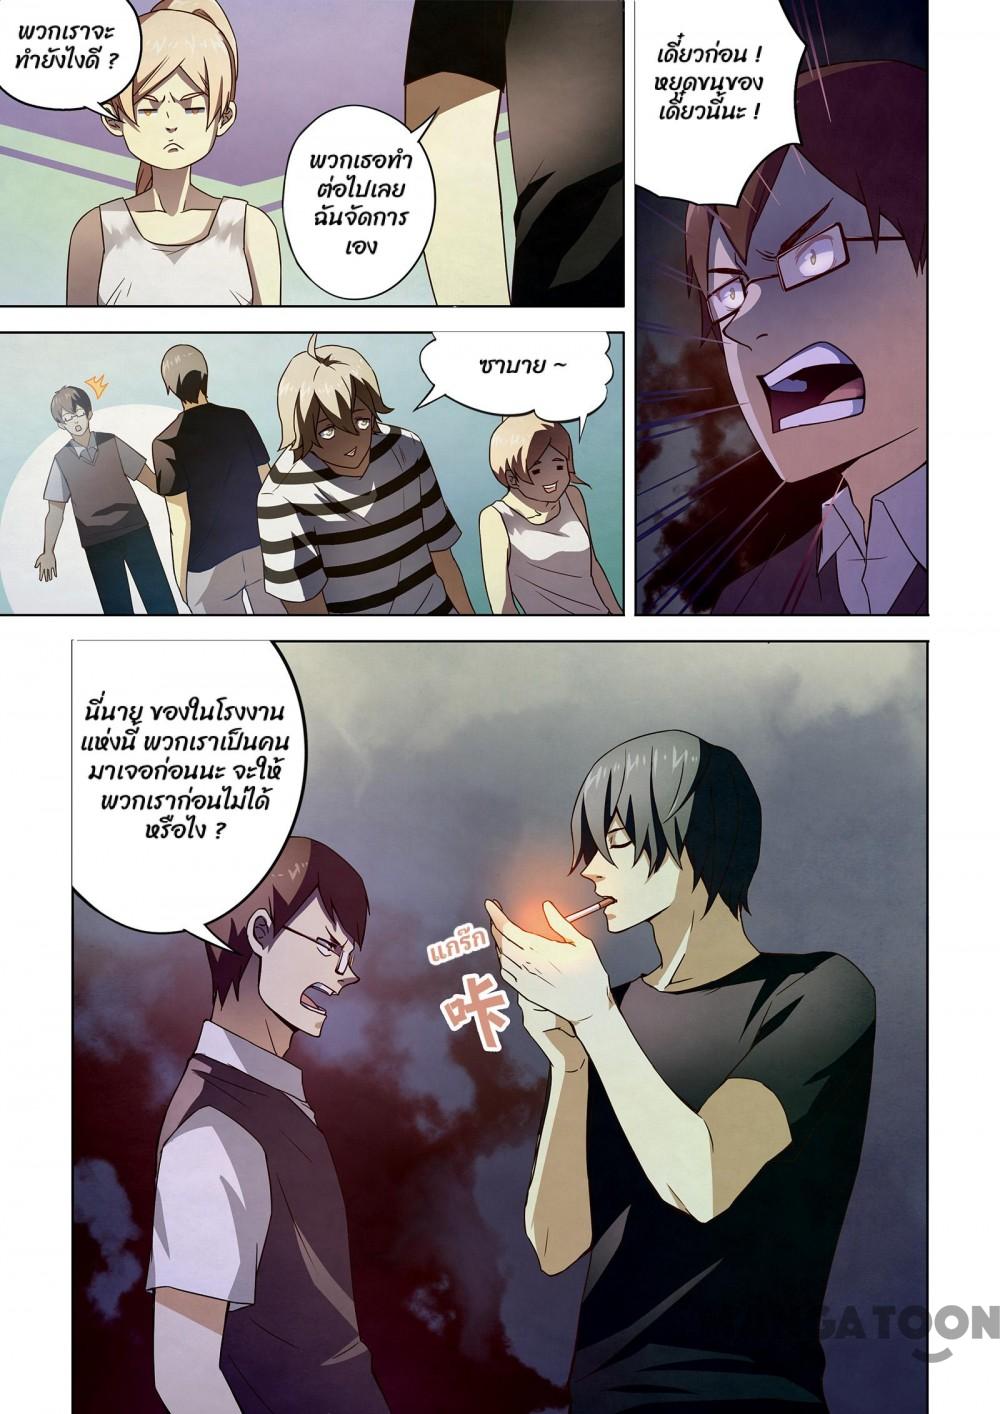 พวกเราจะ
ทำยังไงดี ?
พวกเธอทำ
ต่อไปเลย
ฉันจัดการ
เอง
เดี๋ยวก่อน !
หยุดขนของ
เดี๋ยวนี้นะ !
ซาบาย ~
นี่นาย ของในโรงงาน
แห่งนี้ พวกเราเป็นคน
มาเจอก่อนนะ จะให้
พวกเราก่อนไม่ได้
หรือไง ?
แกร๊ก
咔
MANGATOON